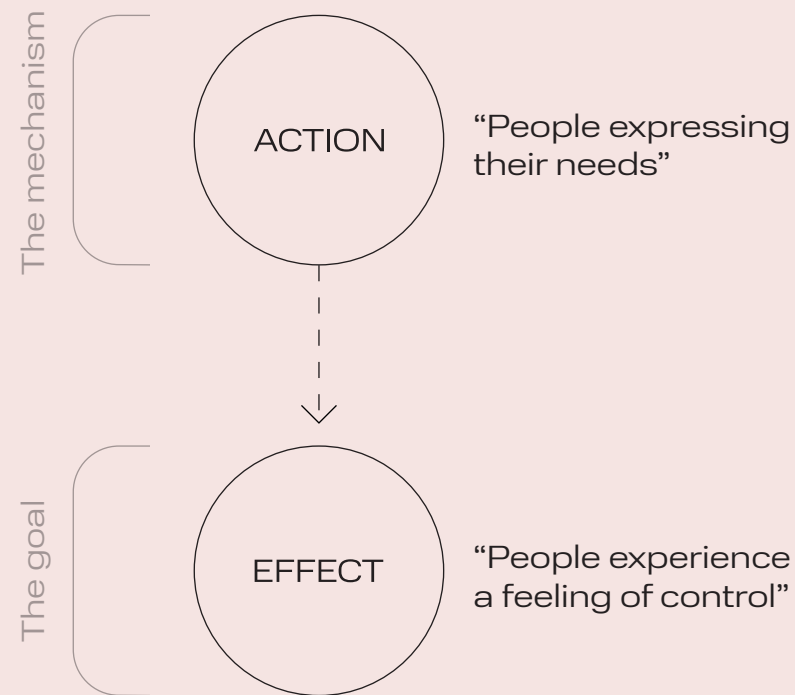 The mechanism
ACTION
“People expressing
their needs”
The goal
EFFECT
“People experience
a feeling of control”